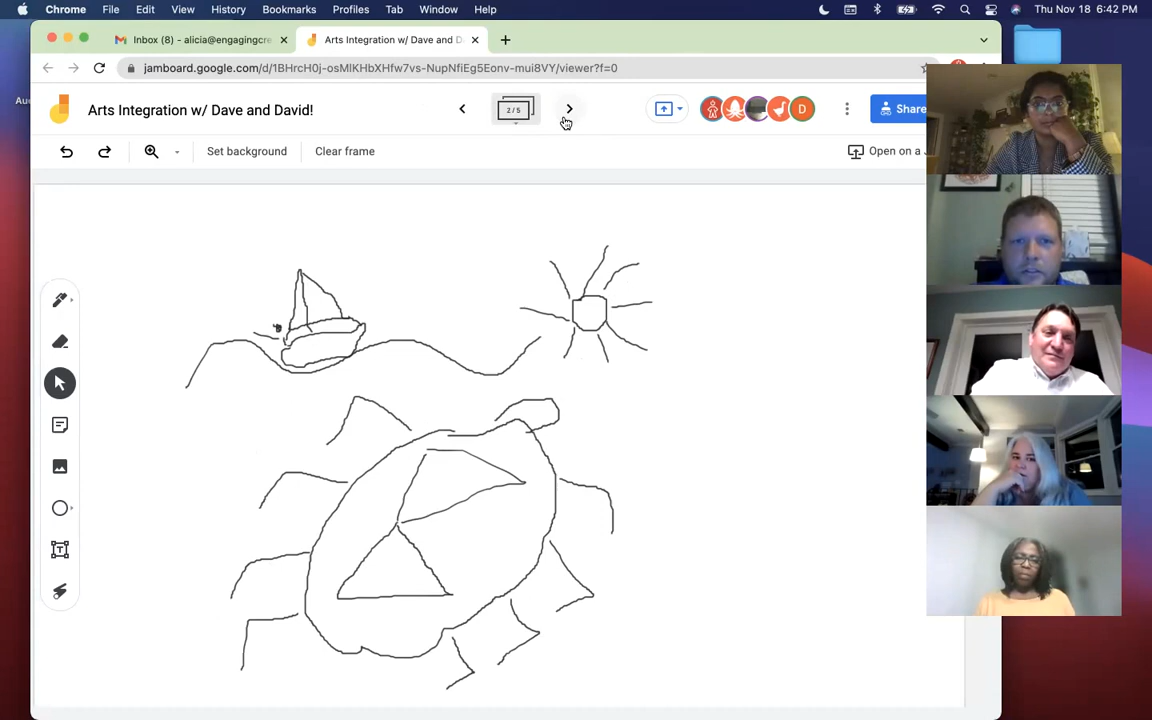 Chrome File Edit View History Bookmarks Profiles Tab Window Help Thu Nov 18 6:42 PM
Inbox (8) - alicia@engagingcre
Arts Integration w/ Dave and D
jamboard.google.com/d/1BHrcH0j-osMlKHbXHfw7vs-NupNfiEg5Eonv-mui8VY/viewer?f=0
Arts Integration w/ Dave and David!
2 / 5
D
Share
Set background
Clear frame
Open on a J
Au